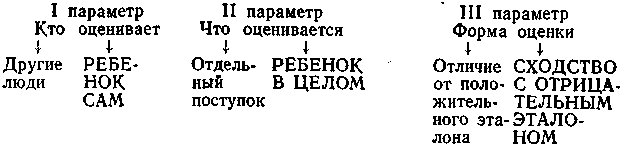 I параметр II параметр III параметр
Кто оценивает Что оценивается Форма оценки
↓ ↓ ↓ ↓ ↓ ↓
Другие РЕБЕ- Отдель- РЕБЕНОК Отличие СХОДСТВО
люди НОК ный В ЦЕЛОМ от поло- С ОТРИЦА-
САМ поступок житель- ТЕЛЬНЫМ
ного эта- ЭТАЛО-
лона НОМ